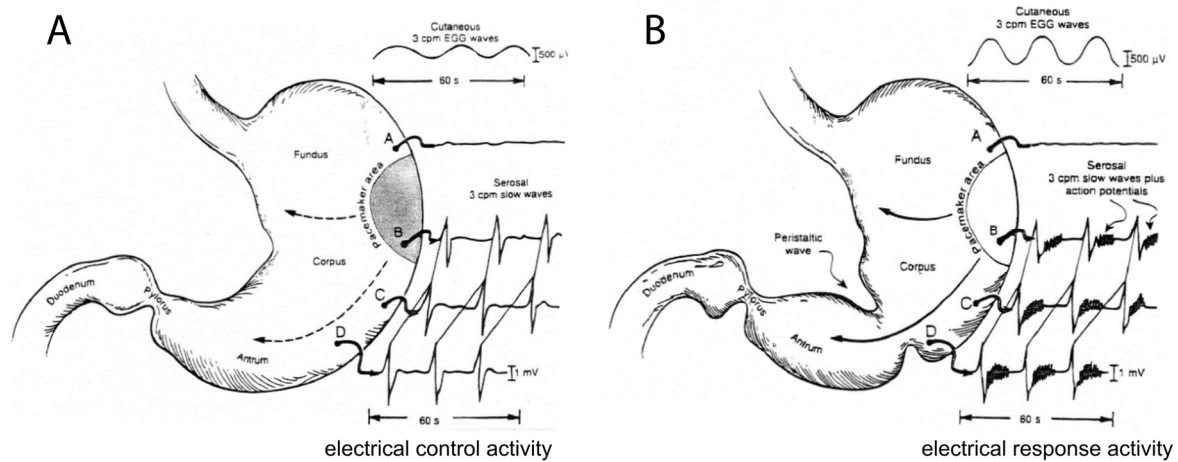 A
Cutaneous
3 cpm EGG waves
500 μV
60 s
A
Fundus
Pacemaker area
Serosal
3 cpm slow waves
B
Corpus
Duodenum
Pylorus
C
D
Antrum
1 mV
60 s
electrical control activity
B
Cutaneous
3 cpm EGG waves
500 μV
60 s
A
Fundus
Pacemaker area
Serosal
3 cpm slow waves plus
action potentials
B
Peristaltic
wave
Corpus
Duodenum
Pylorus
C
D
Antrum
1 mV
60 s
electrical response activity